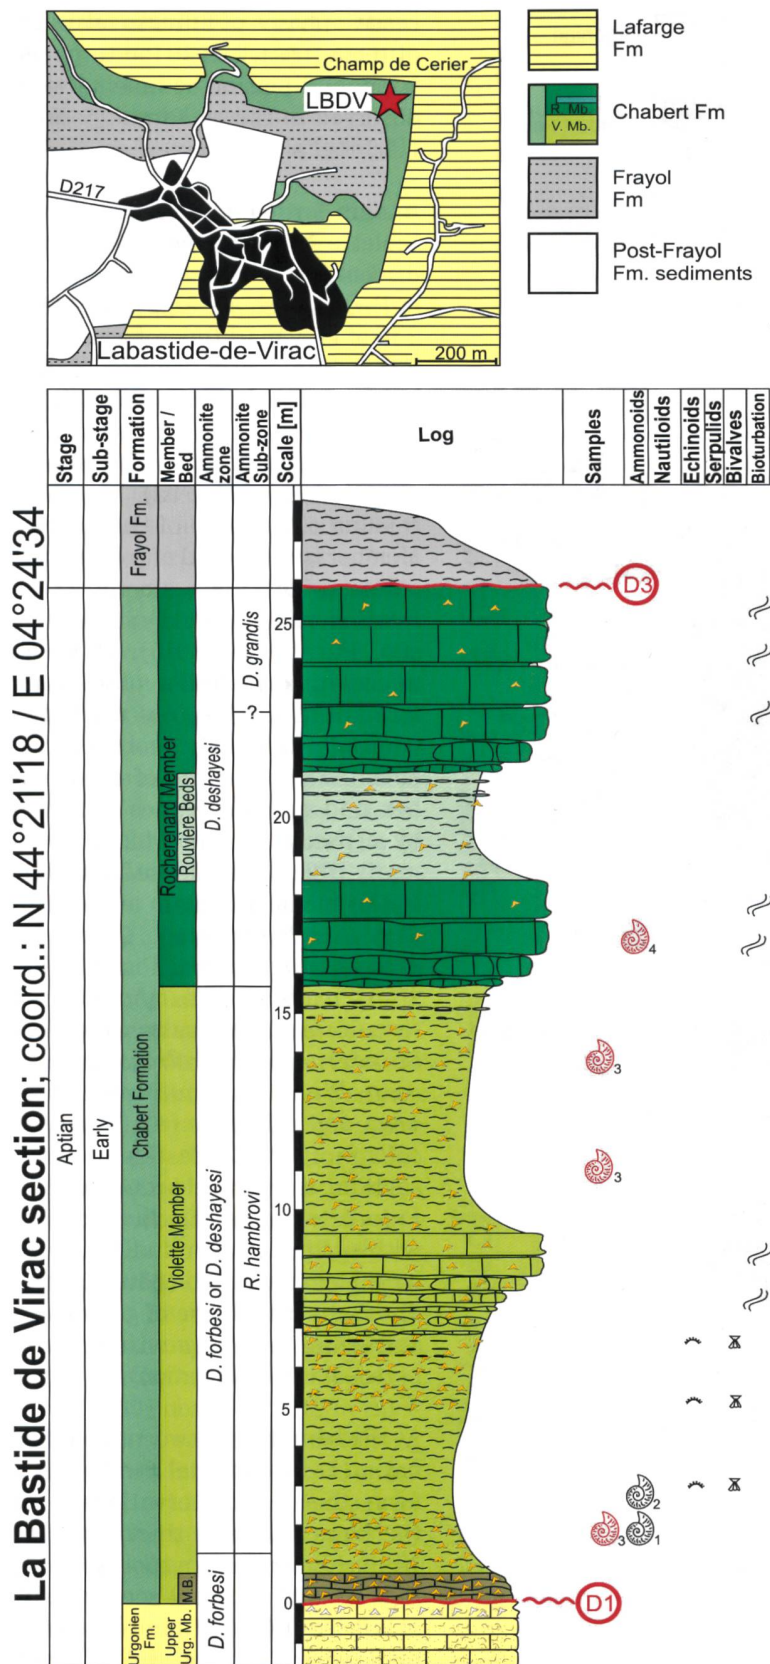 Champ de Cerier
LBDV
D217
Labastide-de-Virac
200 m
Lafarge
Fm
R. Mb.
V. Mb.
Chabert Fm
Frayol
Fm
Post-Frayol
Fm. sediments
La Bastide de Virac section; coord.: N 44°21'18 / E 04°24'34
Stage
Sub-stage
Formation
Member /
Bed
Ammonite
zone
Ammonite
Sub-zone
Scale [m]
Log
Samples
Ammonoids
Nautiloids
Echinoids
Serpulids
Bivalves
Bioturbation
Frayol Fm.
D3
25
D. grandis
-?-
D. deshayesi
Rocherenard Member
Rouvière Beds
20
4
15
3
Aptian
Early
Chabert Formation
Violette Member
D. forbesi or D. deshayesi
R. hambrovi
3
10
5
2
3
1
M.B.
D. forbesi
0
D1
Urgonien
Fm.
Upper
Urg. Mb.